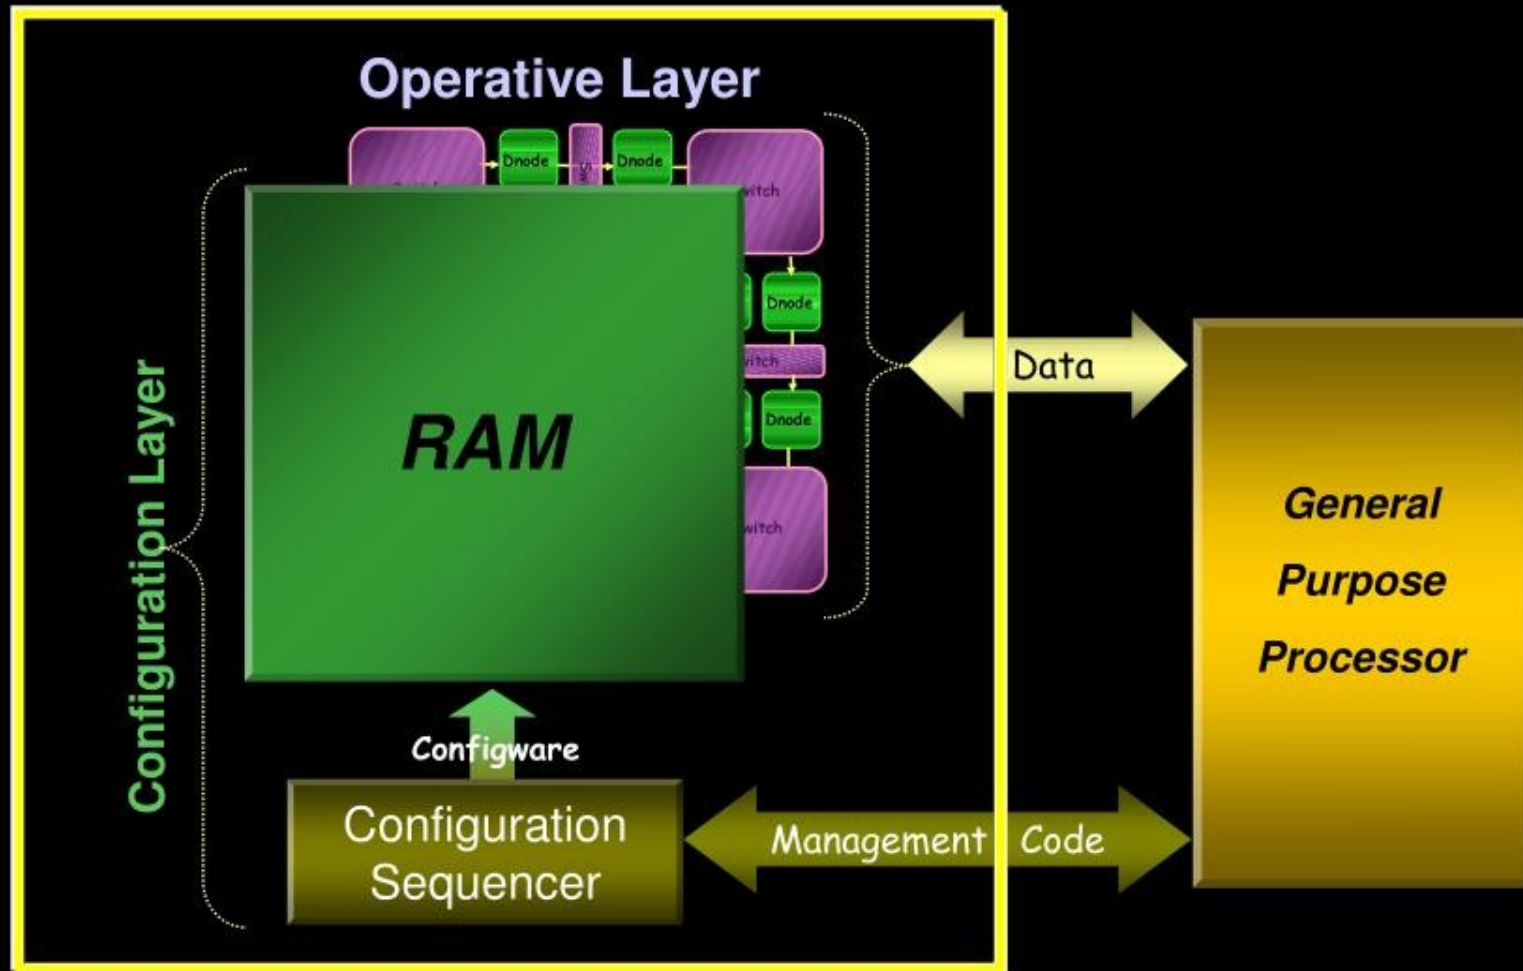 Operative Layer
Dnode
Dnode
witch
Dnode
witch
Dnode
witch
Configuration Layer
RAM
Data
General
Purpose
Processor
Configware
Configuration
Sequencer
Management Code